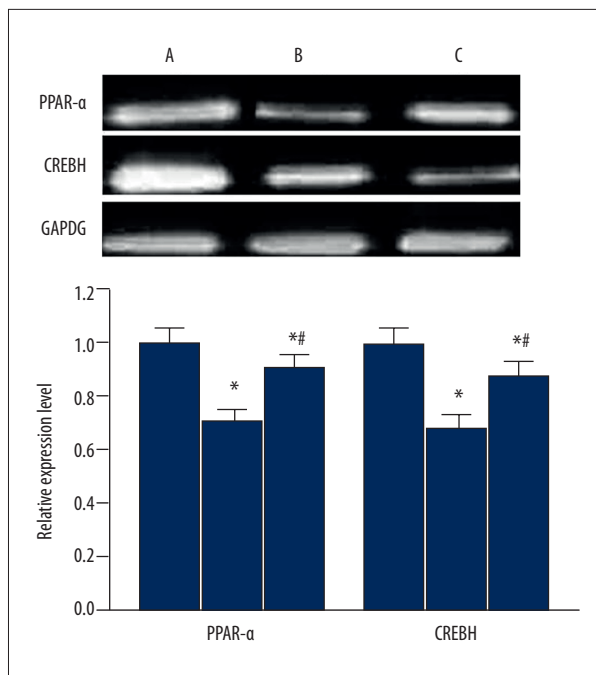 A B C
PPAR-α
CREBH
GAPDG
1.2
1.0
0.8
0.6
0.4
0.2
0.0
Relative expression level
* *# * *#
PPAR-α CREBH